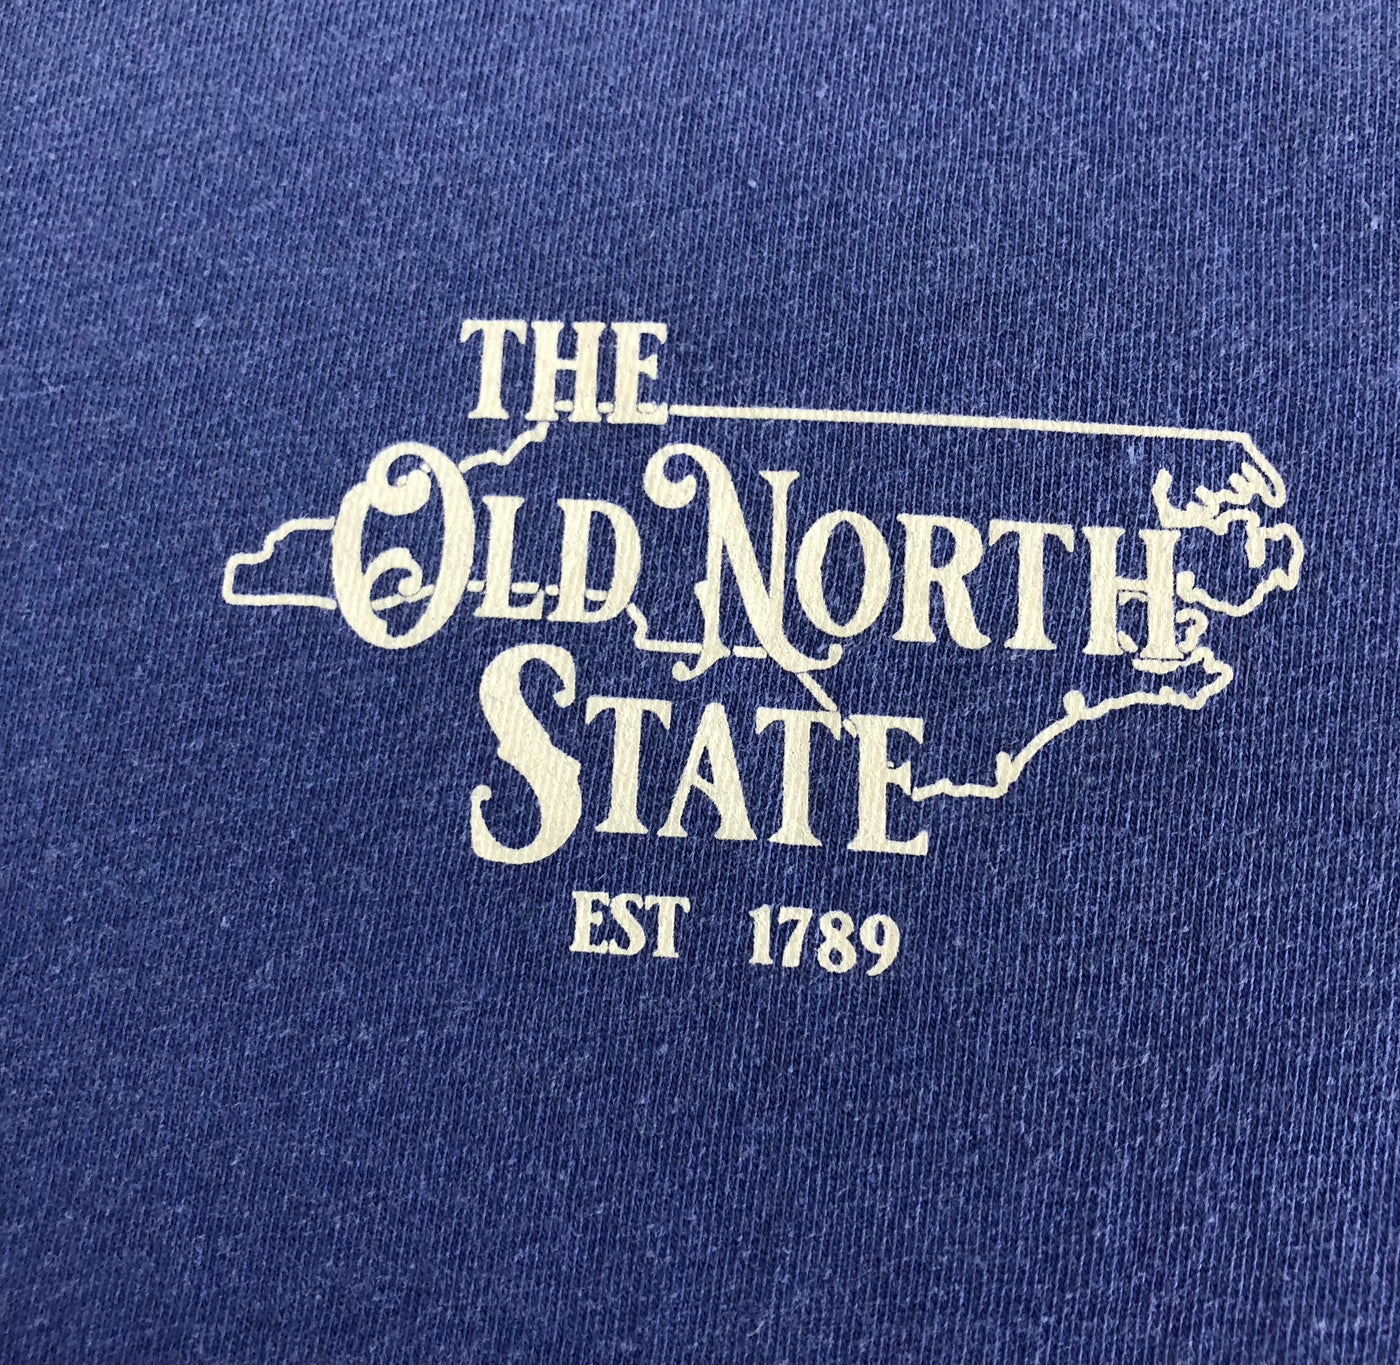 THE
OLD NORTH
STATE
EST 1789